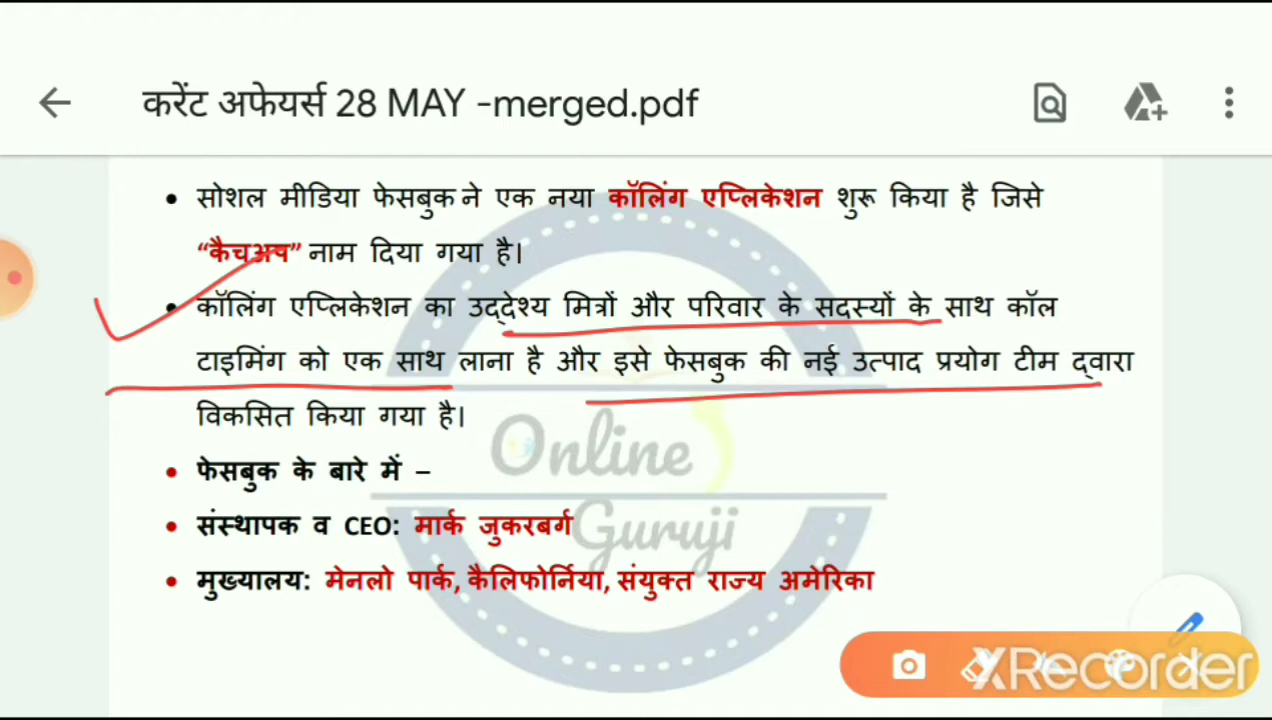 करेंट अफेयर्स 28 MAY -merged.pdf
• सोशल मीडिया फेसबुक ने एक नया कॉलिंग एप्लिकेशन शुरू किया है जिसे
“कैचअप” नाम दिया गया है।
• कॉलिंग एप्लिकेशन का उद्देश्य मित्रों और परिवार के सदस्यों के साथ कॉल
टाइमिंग को एक साथ लाना है और इसे फेसबुक की नई उत्पाद प्रयोग टीम द्वारा
विकसित किया गया है।
• फेसबुक के बारे में –
• संस्थापक व CEO: मार्क जुकरबर्ग
• मुख्यालय: मेनलो पार्क, कैलिफोर्निया, संयुक्त राज्य अमेरिका
Online
Guruji
XRecorder